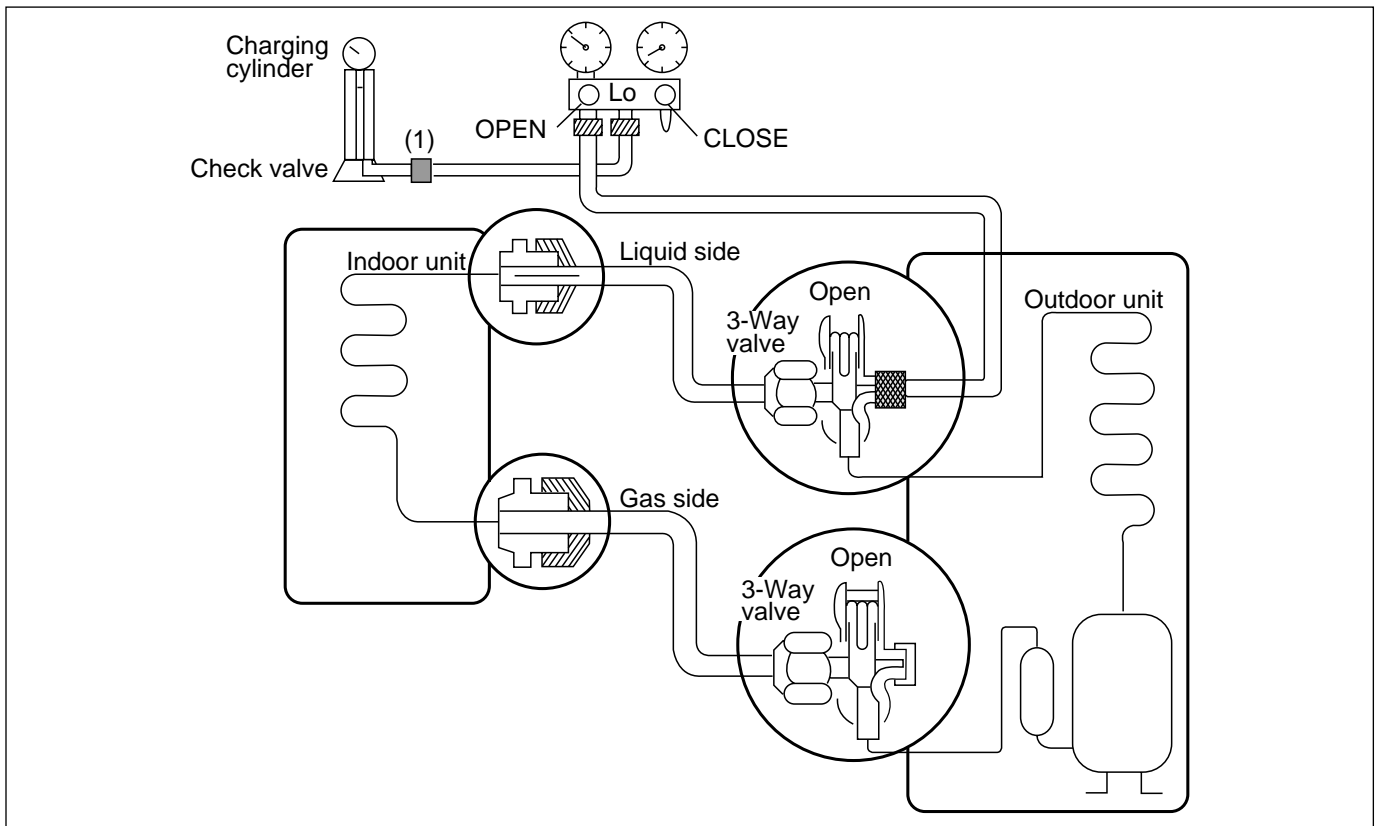 Charging
cylinder
Lo
OPEN
(1)
CLOSE
Check valve
Indoor unit
Liquid side
Open
3-Way
valve
Outdoor unit
Gas side
Open
3-Way
valve